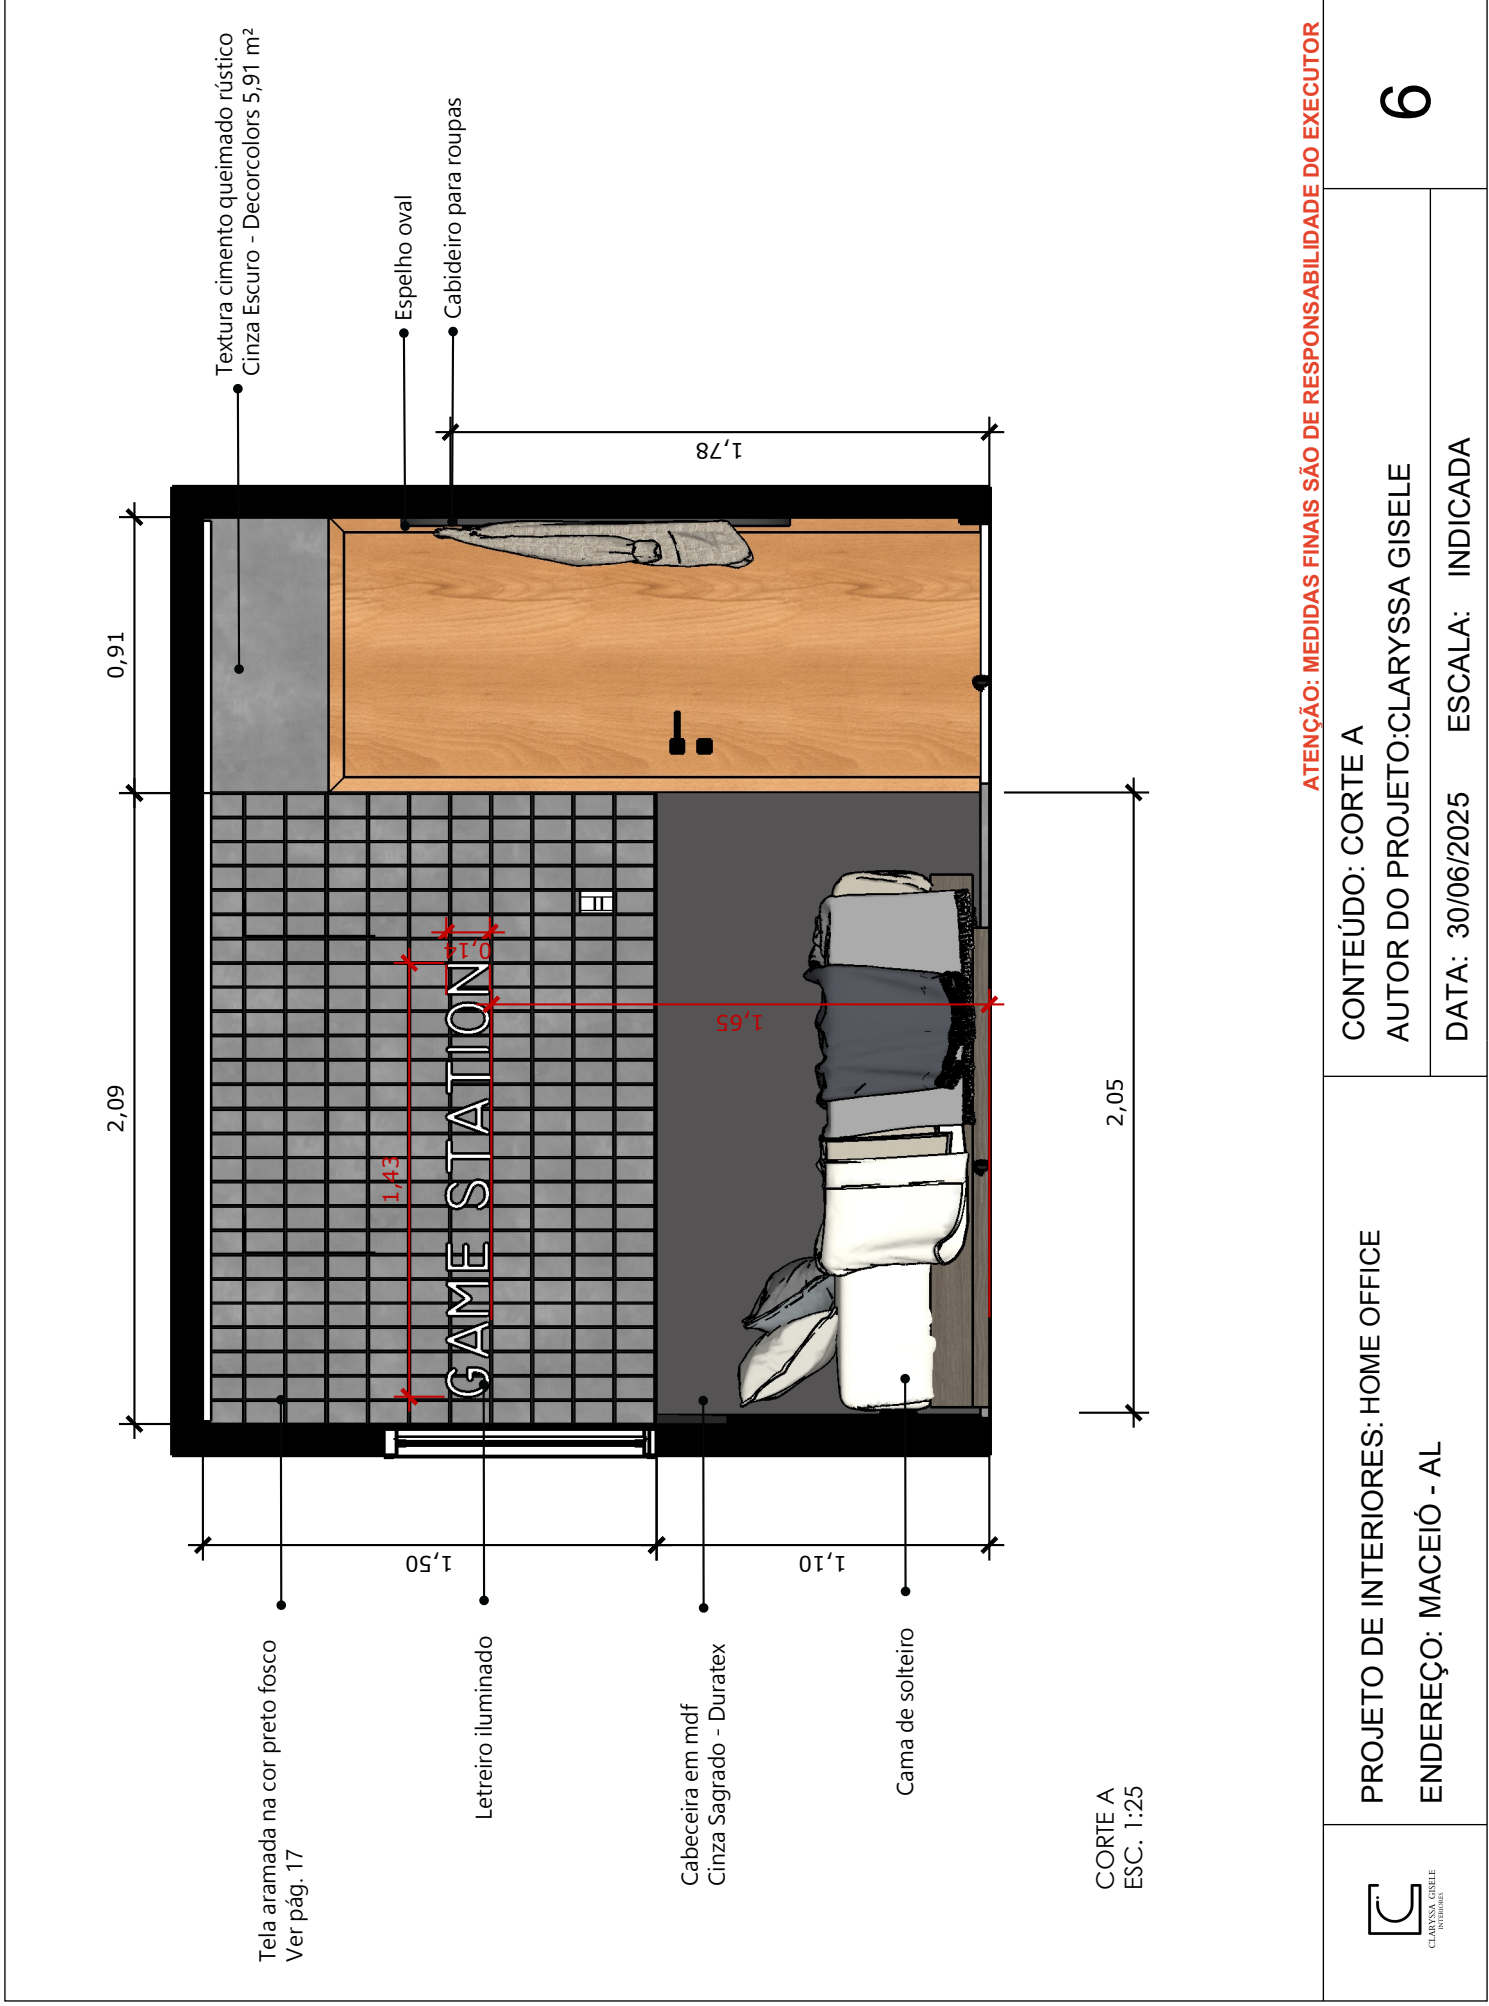 Textura cimento queimado rústico
Cinza Escuro - Decorcolors 5,91 m²
Espelho oval
Cabideiro para roupas
Tela aramada na cor preto fosco
Ver pág. 17
Letreiro iluminado
Cabeceira em mdf
Cinza Sagrado - Duratex
Cama de solteiro
2,09
0,91
1,50
1,10
1,78
1,43
0,14
1,65
2,05
GAME STATION
CORTE A
ESC. 1:25
ATENÇÃO: MEDIDAS FINAIS SÃO DE RESPONSABILIDADE DO EXECUTOR
CLARYSSA GISELE
INTERIORES
PROJETO DE INTERIORES: HOME OFFICE
ENDEREÇO: MACEIÓ - AL
CONTEÚDO: CORTE A
AUTOR DO PROJETO:CLARYSSA GISELE
DATA: 30/06/2025 ESCALA: INDICADA
6